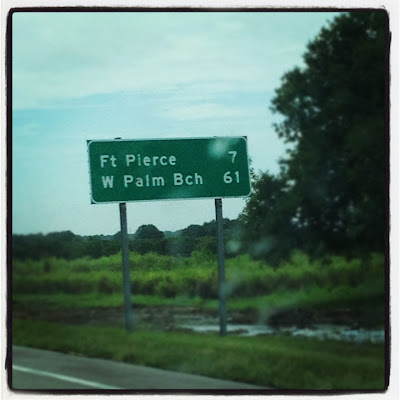 Ft Pierce 7
W Palm Bch 61